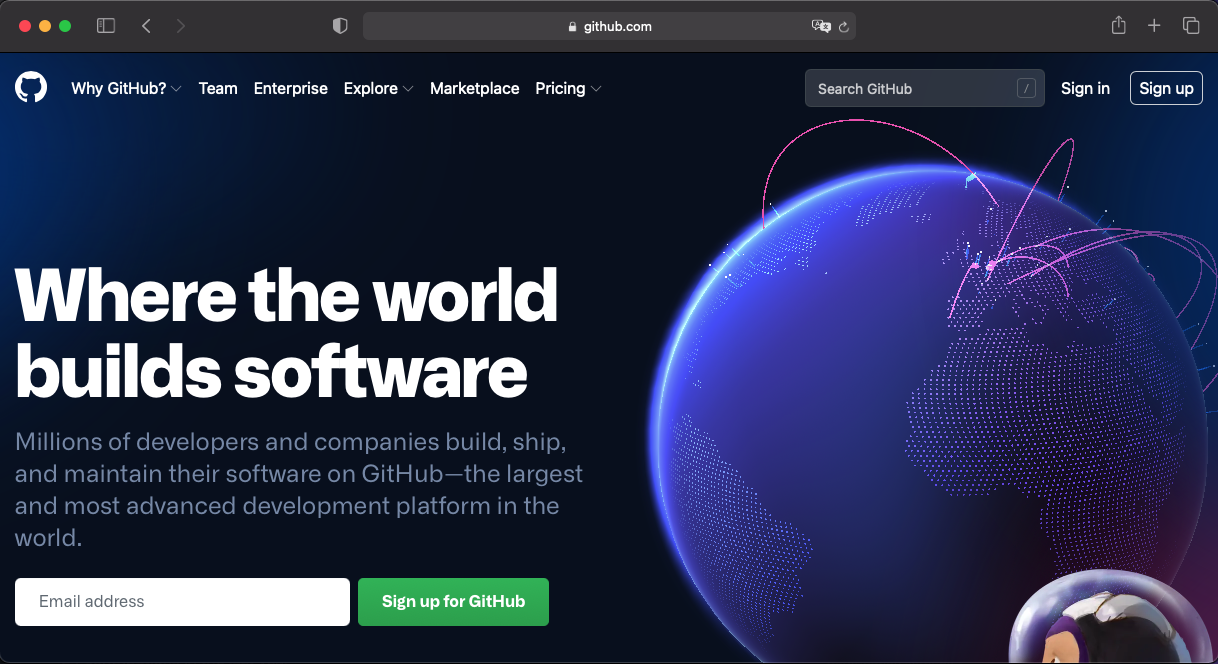 github.com
Why GitHub? Team Enterprise Explore Marketplace Pricing Search GitHub / Sign in Sign up
Where the world
builds software
Millions of developers and companies build, ship,
and maintain their software on GitHub—the largest
and most advanced development platform in the
world.
Email address Sign up for GitHub